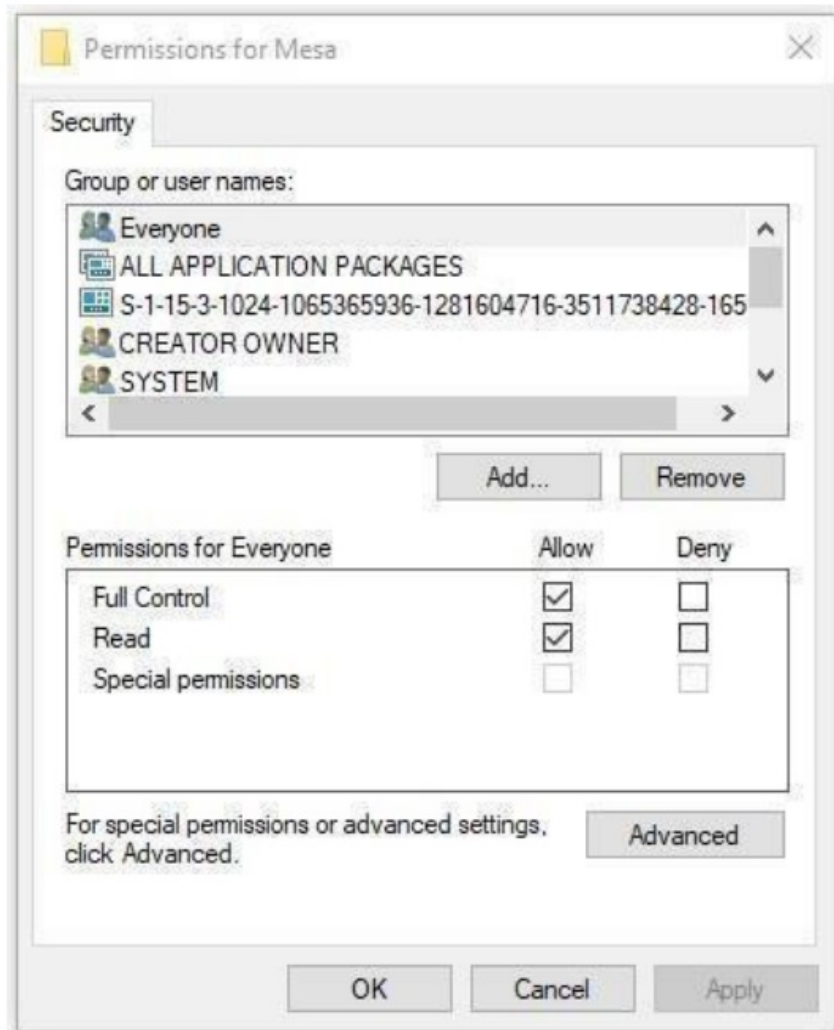 Permissions for Mesa
Security
Group or user names:
Everyone
ALL APPLICATION PACKAGES
S-1-15-3-1024-1065365936-1281604716-3511738428-165
CREATOR OWNER
SYSTEM
Add... Remove
Permissions for Everyone Allow Deny
Full Control
Read
Special permissions
For special permissions or advanced settings,
click Advanced.
Advanced
OK Cancel Apply